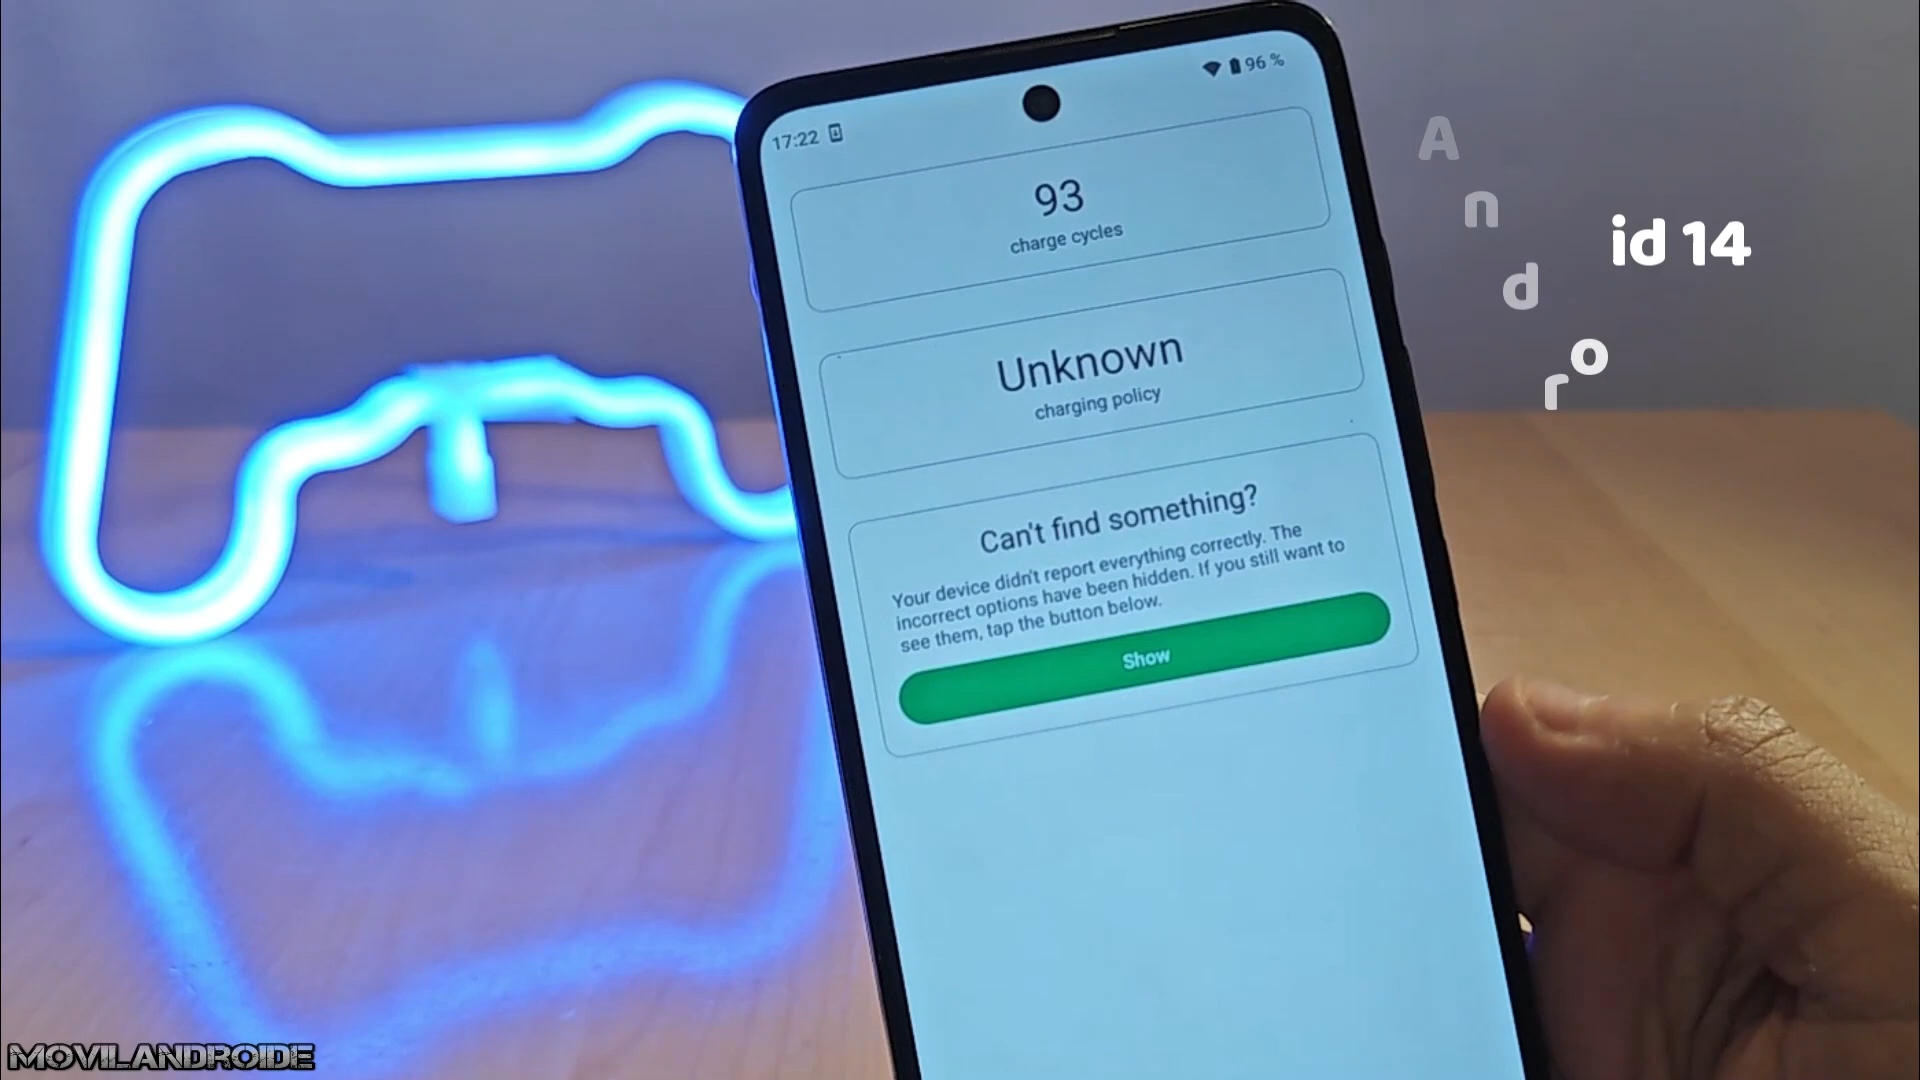 17:22
96 %
93
charge cycles
Unknown
charging policy
Can't find something?
Your device didn't report everything correctly. The
incorrect options have been hidden. If you still want to
see them, tap the button below.
Show
Android 14
MOVILANDROIDE